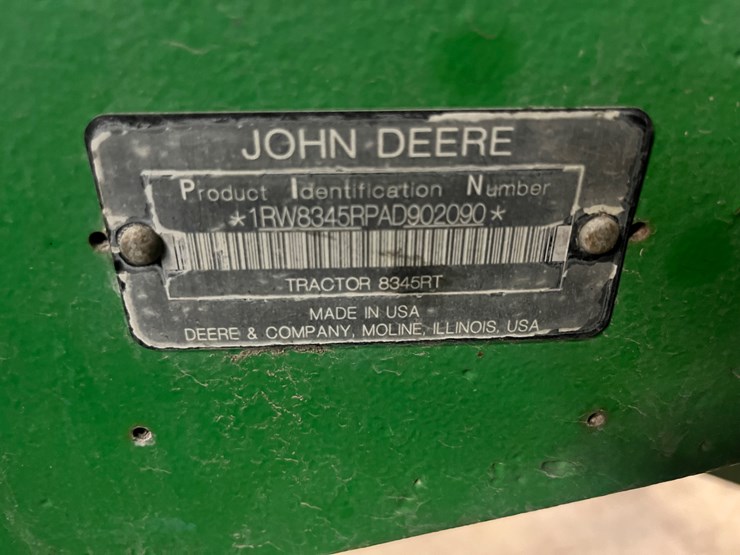 JOHN DEERE
Product Identification Number
*1RW8345RPAD902090*
TRACTOR 8345RT
MADE IN USA
DEERE & COMPANY, MOLINE, ILLINOIS, USA